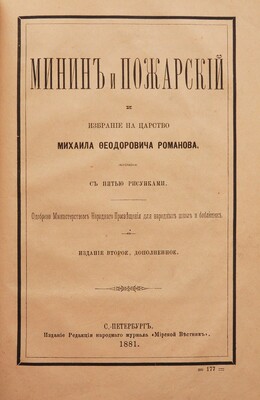 МИНИНЪ и ПОЖАРСКІЙ
И
ИЗБРАНІЕ НА ЦАРСТВО
МИХАИЛА ѲЕОДОРОВИЧА РОМАНОВА.
СЪ ПЯТЬЮ РИСУНКАМИ.
Одобрено Министерствомъ Народнаго Просвѣщенія для народныхъ школъ и библіотекъ.
ИЗДАНІЕ ВТОРОЕ, ДОПОЛНЕННОЕ.
С.-ПЕТЕРБУРГЪ.
Изданіе Редакціи народнаго журнала «Мірской Вѣстникъ».
1881.
177